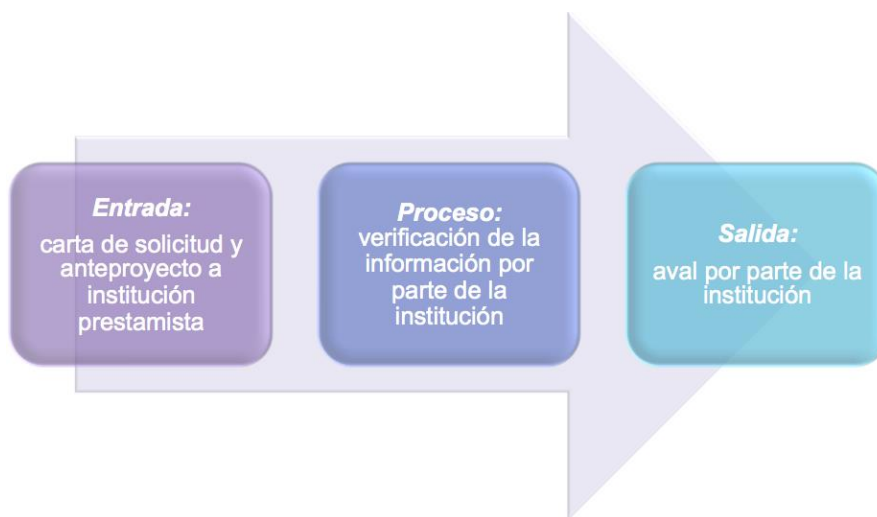 Entrada:
carta de solicitud y
anteproyecto a
institución
prestamista
Proceso:
verificación de la
información por
parte de la
institución
Salida:
aval por parte de la
institución